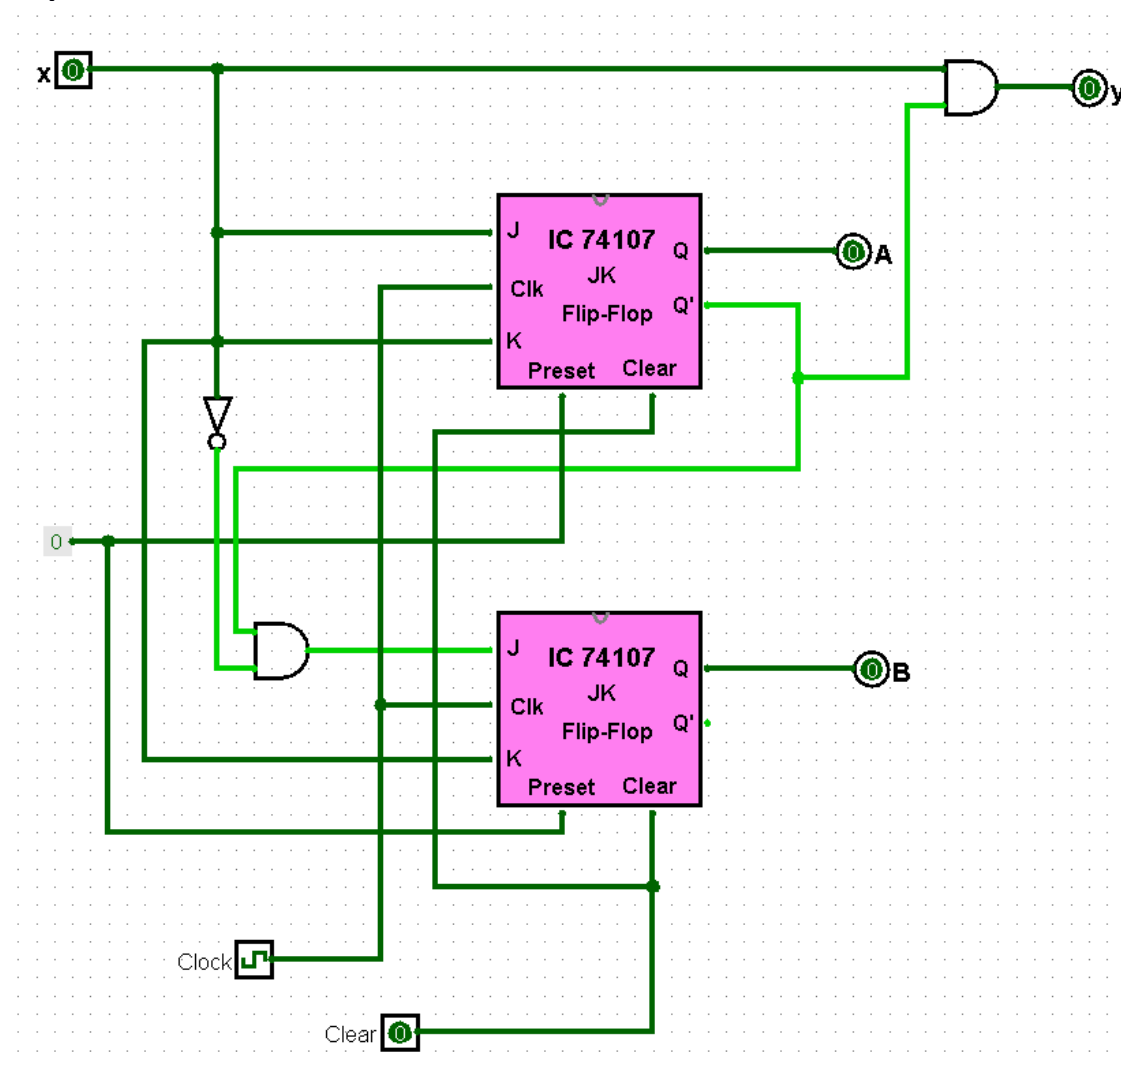 x 0
0 y
J
IC 74107
Q
0 A
JK
Clk
Flip-Flop
Q'
K
Preset
Clear
0
J
IC 74107
Q
0 B
JK
Clk
Flip-Flop
Q'
K
Preset
Clear
Clock
Clear 0